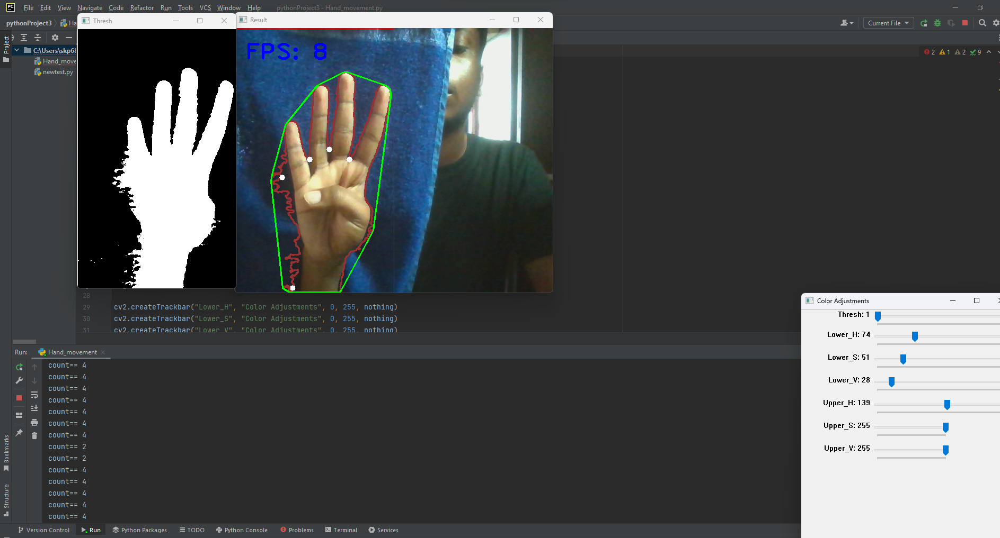 File Edit View Navigate Code Refactor Run Tools VCS Window Help pythonProject3 - Hand_movement.py
pythonProject3 Ha
Current File
Thresh
Result
Project
C:\Users\skp68
Hand_move
newtest.py
2 1 2 9
FPS: 8
28
29 cv2.createTrackbar("Lower_H", "Color Adjustments", 0, 255, nothing)
30 cv2.createTrackbar("Lower_S", "Color Adjustments", 0, 255, nothing)
31 cv2.createTrackbar("Lower_V", "Color Adjustments", 0, 255, nothing)
Color Adjustments
Thresh: 1
Lower_H: 74
Lower_S: 51
Lower_V: 28
Upper_H: 139
Upper_S: 255
Upper_V: 255
Run: Hand_movement
count== 4
count== 4
count== 4
count== 4
count== 4
count== 4
count== 4
count== 2
count== 2
count== 4
count== 4
count== 4
count== 4
count== 4
Bookmarks
Structure
Version Control Run Python Packages TODO Python Console Problems Terminal Services